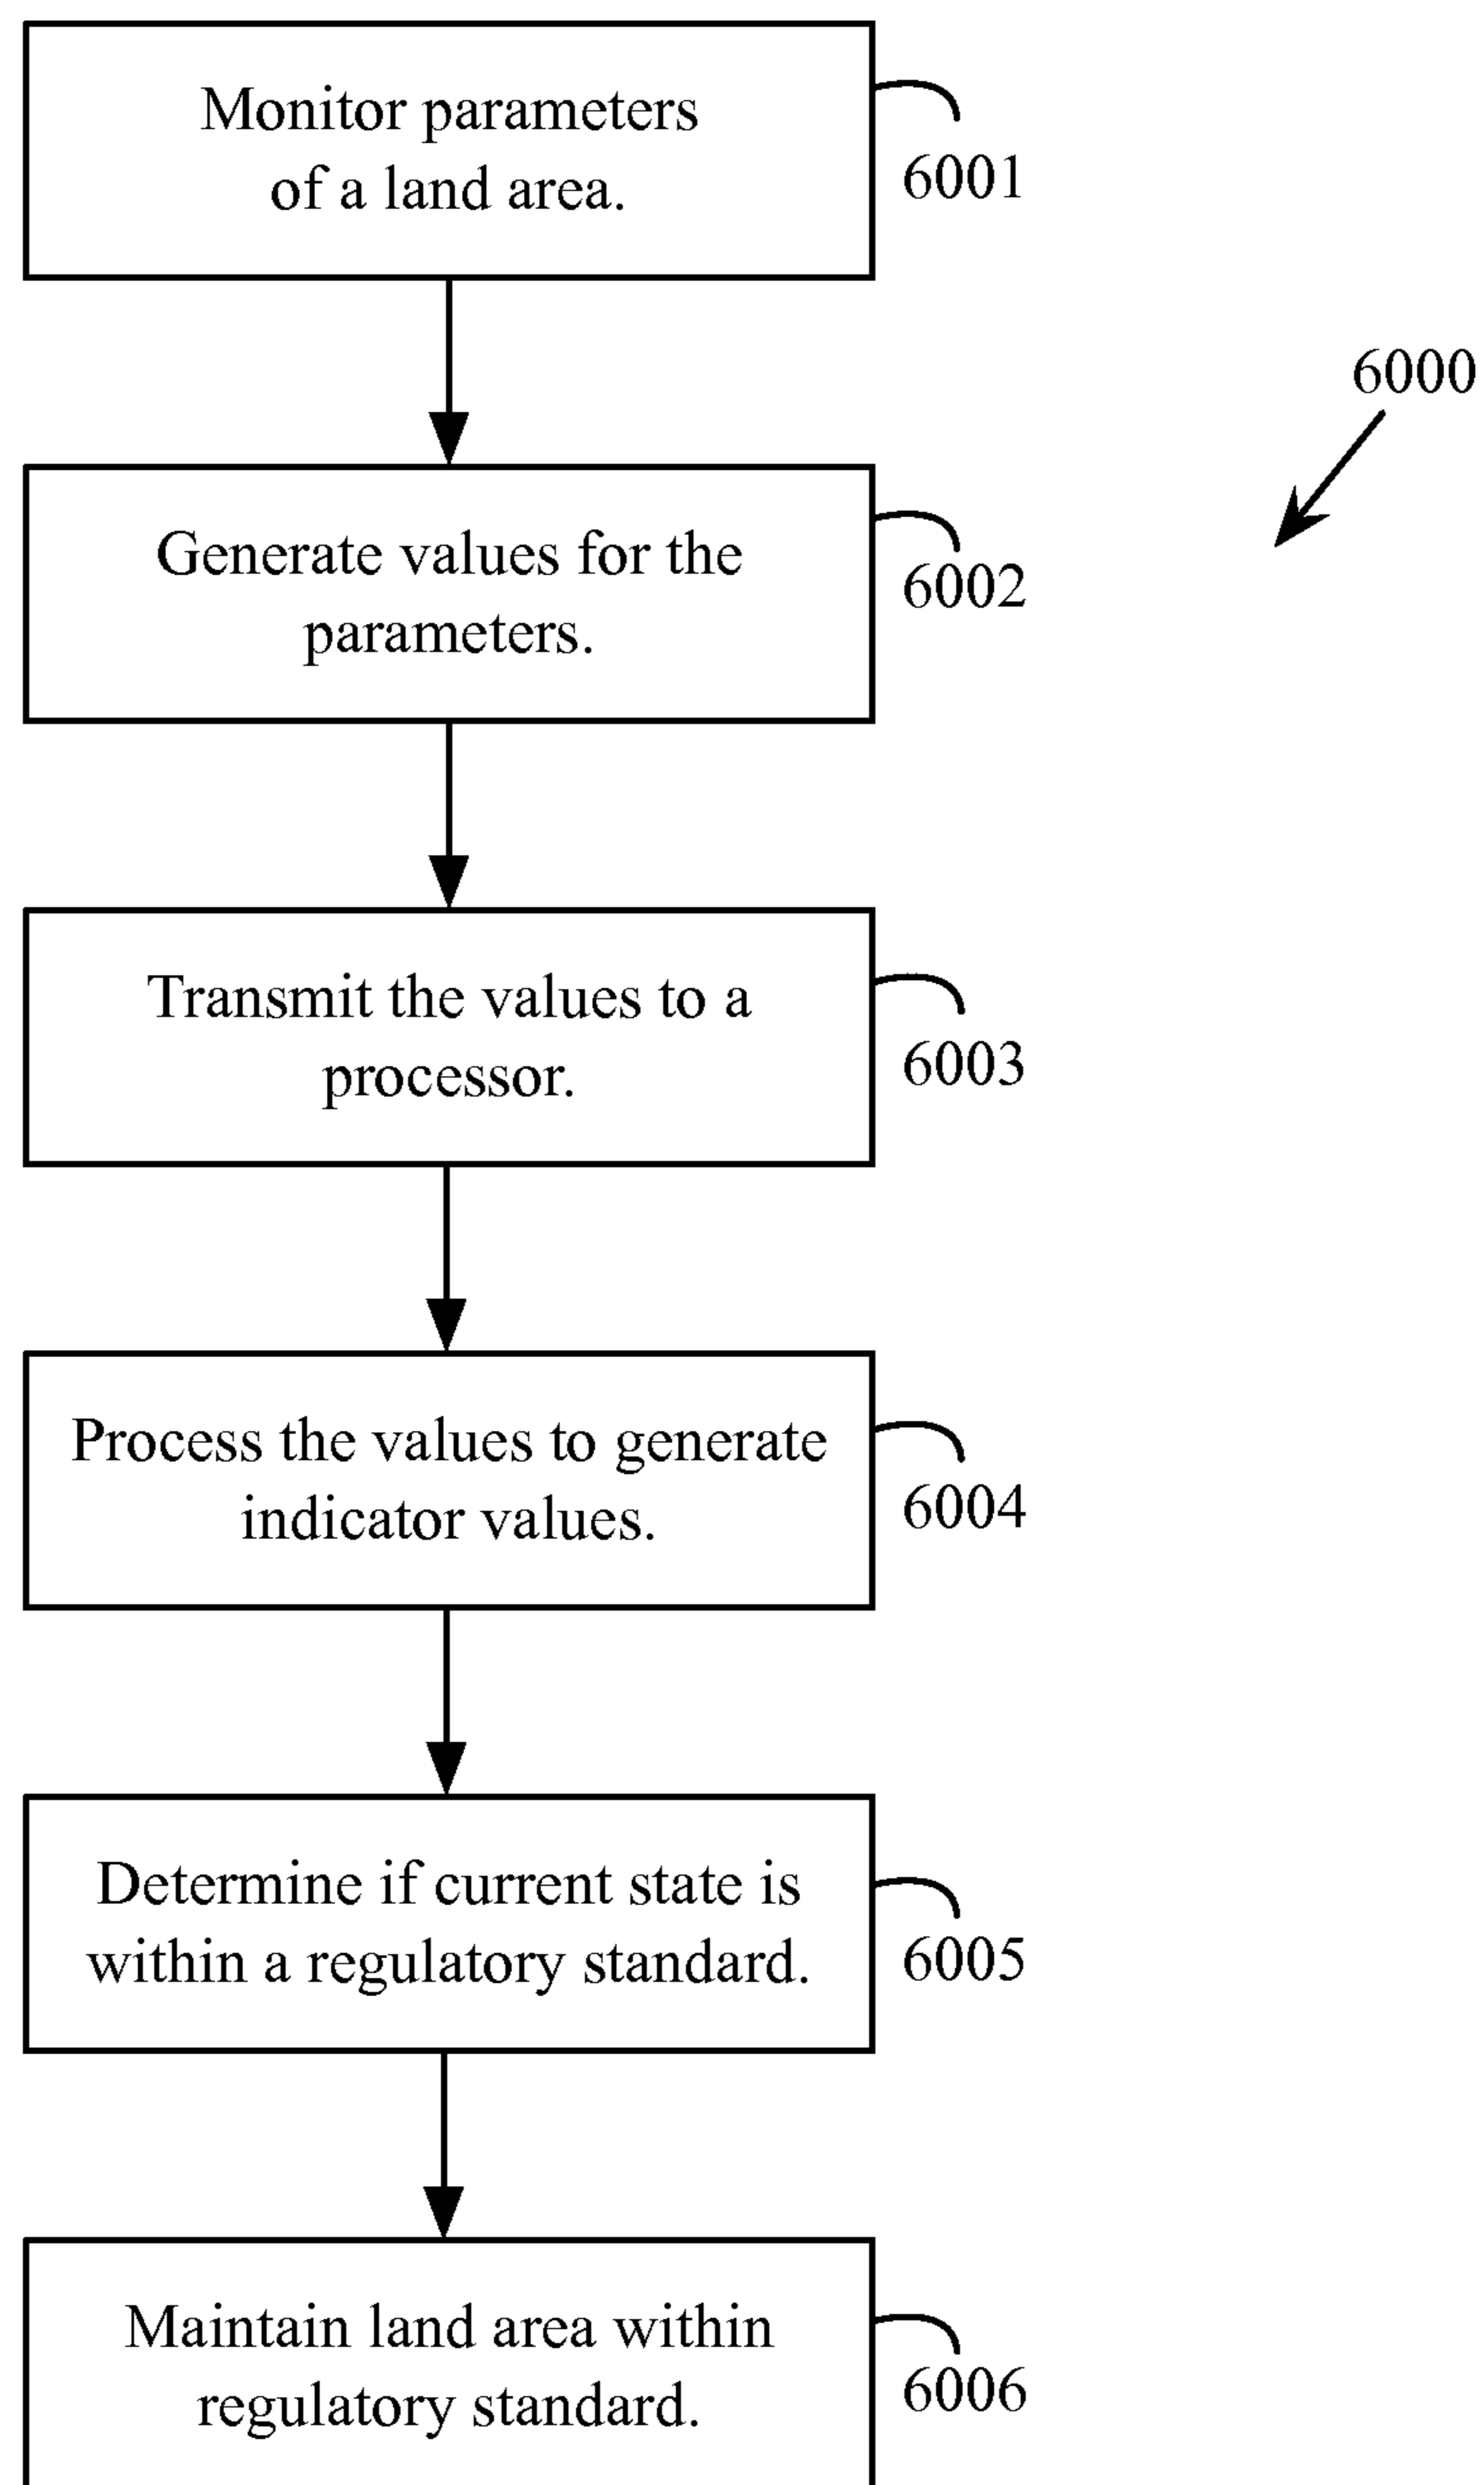 Monitor parameters
of a land area.
6001
6000
Generate values for the
parameters.
6002
Transmit the values to a
processor.
6003
Process the values to generate
indicator values.
6004
Determine if current state is
within a regulatory standard.
6005
Maintain land area within
regulatory standard.
6006